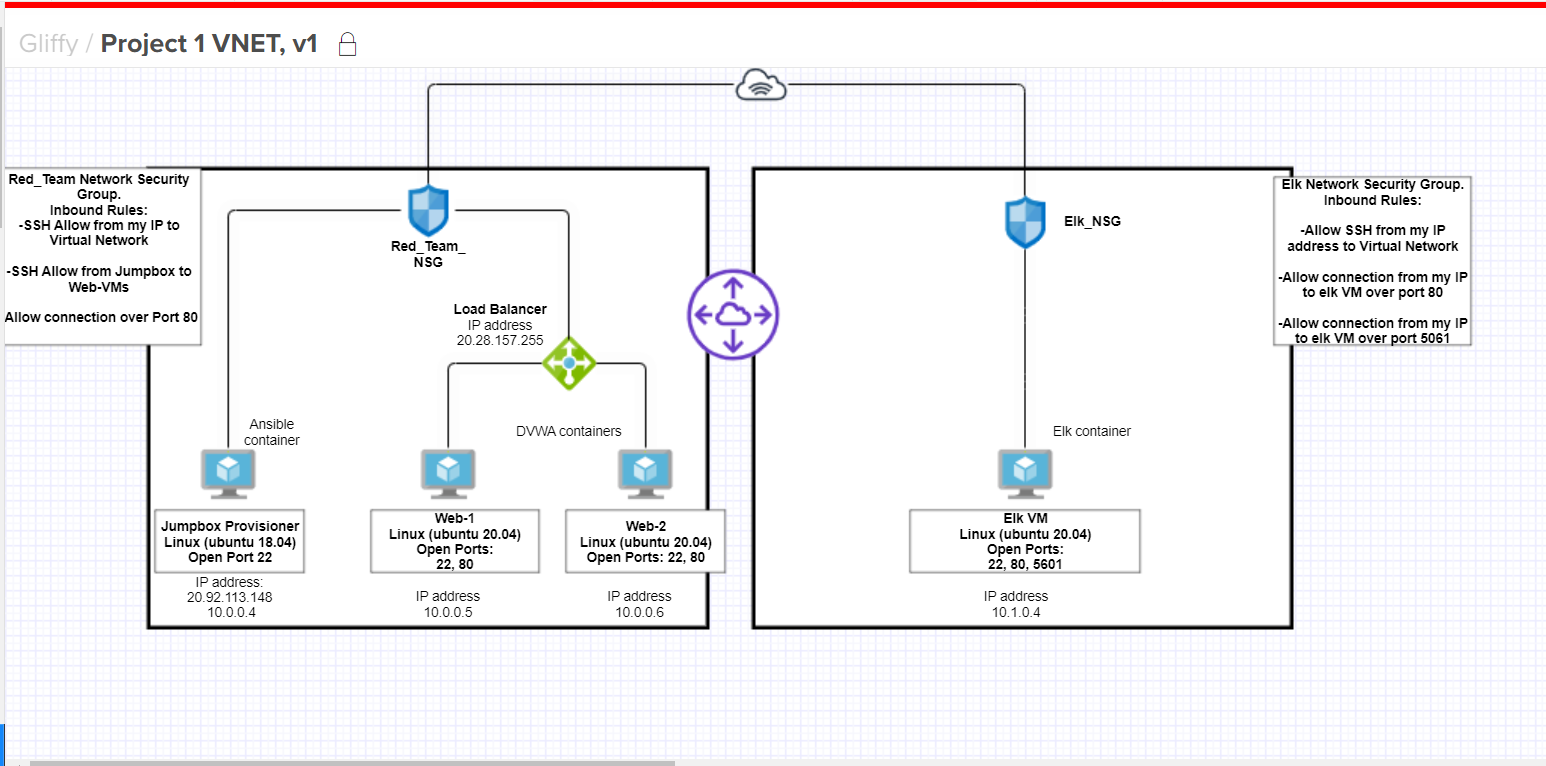 Gliffy / Project 1 VNET, v1
Red_Team Network Security
Group.
Inbound Rules:
-SSH Allow from my IP to
Virtual Network
-SSH Allow from Jumpbox to
Web-VMs
Allow connection over Port 80
Red_Team_
NSG
Load Balancer
IP address
20.28.157.255
Ansible
container
DVWA containers
Jumpbox Provisioner
Linux (ubuntu 18.04)
Open Port 22
IP address:
20.92.113.148
10.0.0.4
Web-1
Linux (ubuntu 20.04)
Open Ports:
22, 80
IP address
10.0.0.5
Web-2
Linux (ubuntu 20.04)
Open Ports: 22, 80
IP address
10.0.0.6
Elk_NSG
Elk container
Elk VM
Linux (ubuntu 20.04)
Open Ports:
22, 80, 5601
IP address
10.1.0.4
Elk Network Security Group.
Inbound Rules:
-Allow SSH from my IP
address to Virtual Network
-Allow connection from my IP
to elk VM over port 80
-Allow connection from my IP
to elk VM over port 5061